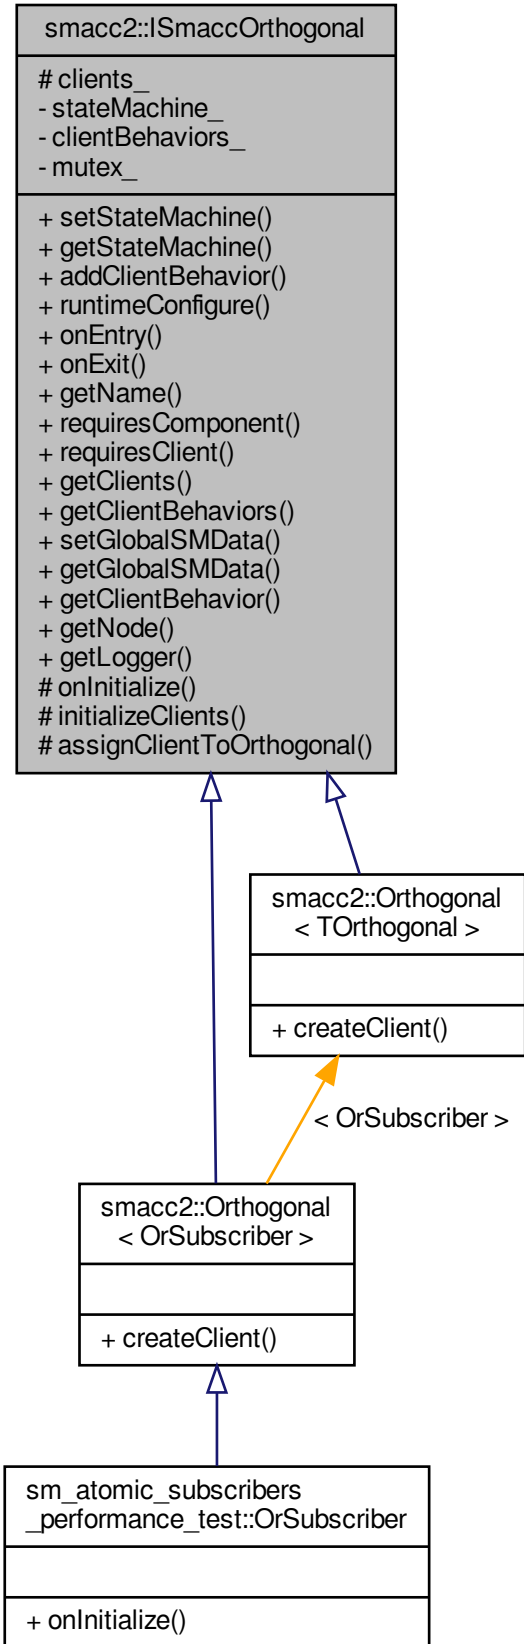 smacc2::ISmaccOrthogonal
# clients_
- stateMachine_
- clientBehaviors_
- mutex_
+ setStateMachine()
+ getStateMachine()
+ addClientBehavior()
+ runtimeConfigure()
+ onEntry()
+ onExit()
+ getName()
+ requiresComponent()
+ requiresClient()
+ getClients()
+ getClientBehaviors()
+ setGlobalSMData()
+ getGlobalSMData()
+ getClientBehavior()
+ getNode()
+ getLogger()
# onInitialize()
# initializeClients()
# assignClientToOrthogonal()
smacc2::Orthogonal
< TOrthogonal >
+ createClient()
< OrSubscriber >
smacc2::Orthogonal
< OrSubscriber >
+ createClient()
sm_atomic_subscribers
_performance_test::OrSubscriber
+ onInitialize()